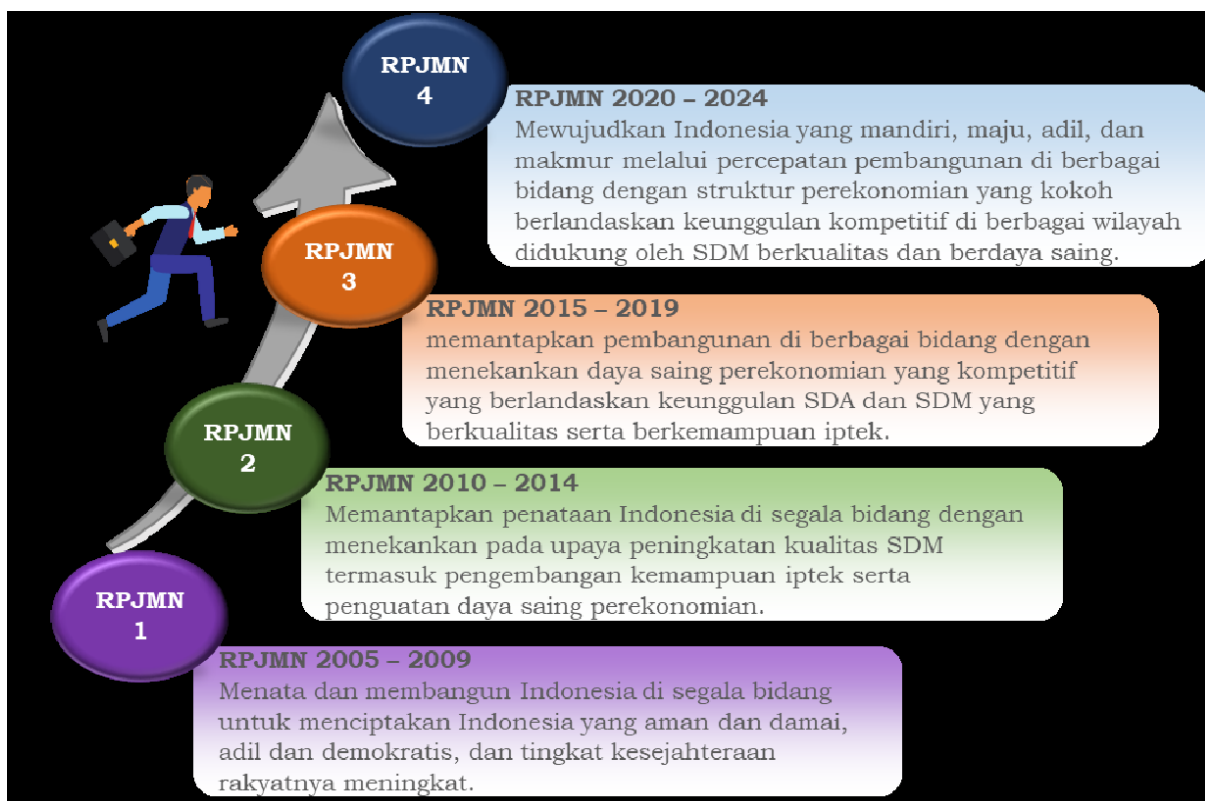 RPJMN
4
RPJMN 2020 – 2024
Mewujudkan Indonesia yang mandiri, maju, adil, dan
makmur melalui percepatan pembangunan di berbagai
bidang dengan struktur perekonomian yang kokoh
berlandaskan keunggulan kompetitif di berbagai wilayah
didukung oleh SDM berkualitas dan berdaya saing.
RPJMN
3
RPJMN 2015 – 2019
memantapkan pembangunan di berbagai bidang dengan
menekankan daya saing perekonomian yang kompetitif
yang berlandaskan keunggulan SDA dan SDM yang
berkualitas serta berkemampuan iptek.
RPJMN
2
RPJMN 2010 – 2014
Memantapkan penataan Indonesia di segala bidang dengan
menekankan pada upaya peningkatan kualitas SDM
termasuk pengembangan kemampuan iptek serta
penguatan daya saing perekonomian.
RPJMN
1
RPJMN 2005 – 2009
Menata dan membangun Indonesia di segala bidang
untuk menciptakan Indonesia yang aman dan damai,
adil dan demokratis, dan tingkat kesejahteraan
rakyatnya meningkat.